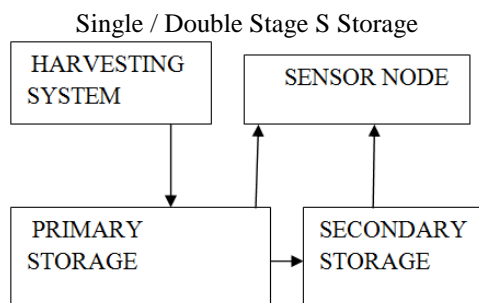 Single / Double Stage S Storage
HARVESTING
SYSTEM
SENSOR NODE
PRIMARY
STORAGE
SECONDARY
STORAGE